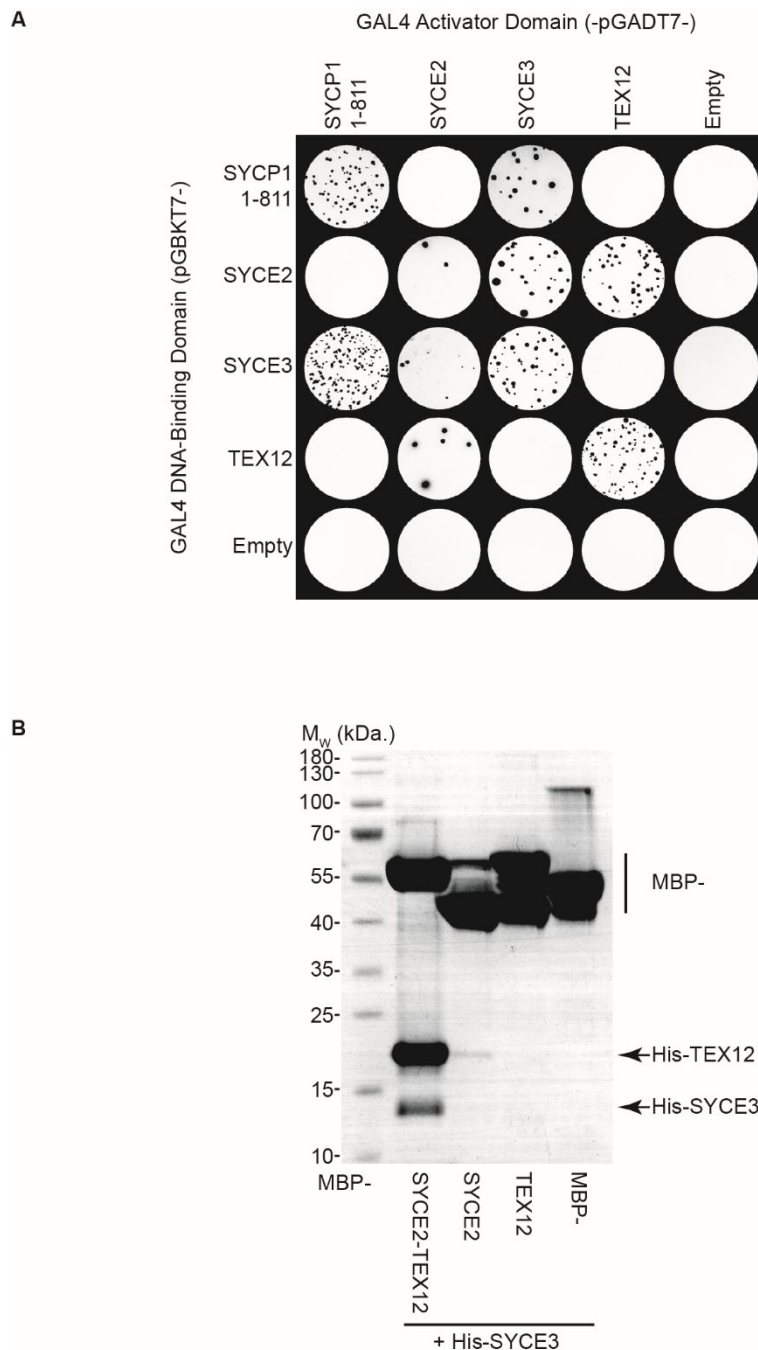 A
GAL4 Activator Domain (-pGADT7-)
SYCP1
1-811
SYCE2
SYCE3
TEX12
Empty
GAL4 DNA-Binding Domain (pGBKT7-)
SYCP1
1-811
SYCE2
SYCE3
TEX12
Empty
B
Mw (kDa.)
180-
130-
100-
70-
55-
40-
35-
25-
15-
10-
MBP-
His-TEX12
His-SYCE3
MBP-
SYCE2-TEX12
SYCE2
TEX12
MBP-
+ His-SYCE3